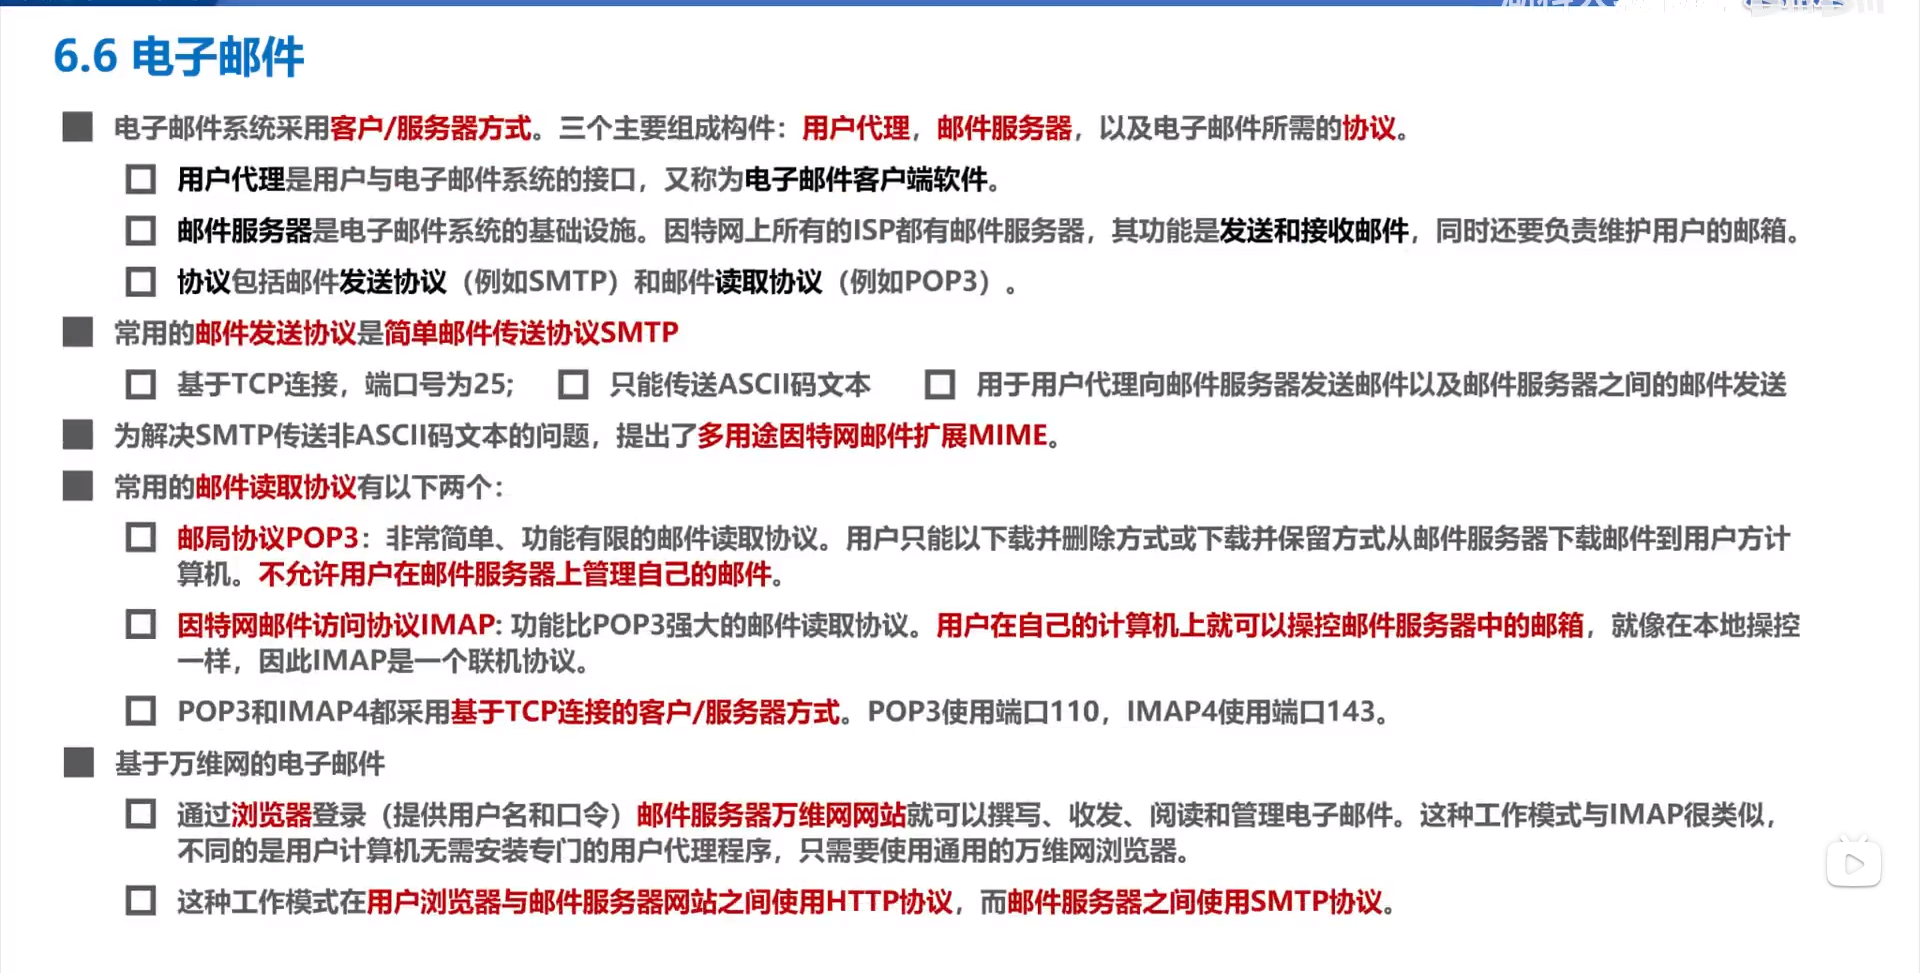 6.6 电子邮件
电子邮件系统采用客户/服务器方式。三个主要组成构件：用户代理，邮件服务器，以及电子邮件所需的协议。
用户代理是用户与电子邮件系统的接口，又称为电子邮件客户端软件。
邮件服务器是电子邮件系统的基础设施。因特网上所有的ISP都有邮件服务器，其功能是发送和接收邮件，同时还要负责维护用户的邮箱。
协议包括邮件发送协议（例如SMTP）和邮件读取协议（例如POP3）。
常用的邮件发送协议是简单邮件传送协议SMTP
基于TCP连接，端口号为25; 只能传送ASCII码文本 用于用户代理向邮件服务器发送邮件以及邮件服务器之间的邮件发送
为解决SMTP传送非ASCII码文本的问题，提出了多用途因特网邮件扩展MIME。
常用的邮件读取协议有以下两个：
邮局协议POP3：非常简单、功能有限的邮件读取协议。用户只能以下载并删除方式或下载并保留方式从邮件服务器下载邮件到用户方计
算机。不允许用户在邮件服务器上管理自己的邮件。
因特网邮件访问协议IMAP: 功能比POP3强大的邮件读取协议。用户在自己的计算机上就可以操控邮件服务器中的邮箱，就像在本地操控
一样，因此IMAP是一个联机协议。
POP3和IMAP4都采用基于TCP连接的客户/服务器方式。POP3使用端口110，IMAP4使用端口143。
基于万维网的电子邮件
通过浏览器登录（提供用户名和口令）邮件服务器万维网网站就可以撰写、收发、阅读和管理电子邮件。这种工作模式与IMAP很类似，
不同的是用户计算机无需安装专门的用户代理程序，只需要使用通用的万维网浏览器。
这种工作模式在用户浏览器与邮件服务器网站之间使用HTTP协议，而邮件服务器之间使用SMTP协议。